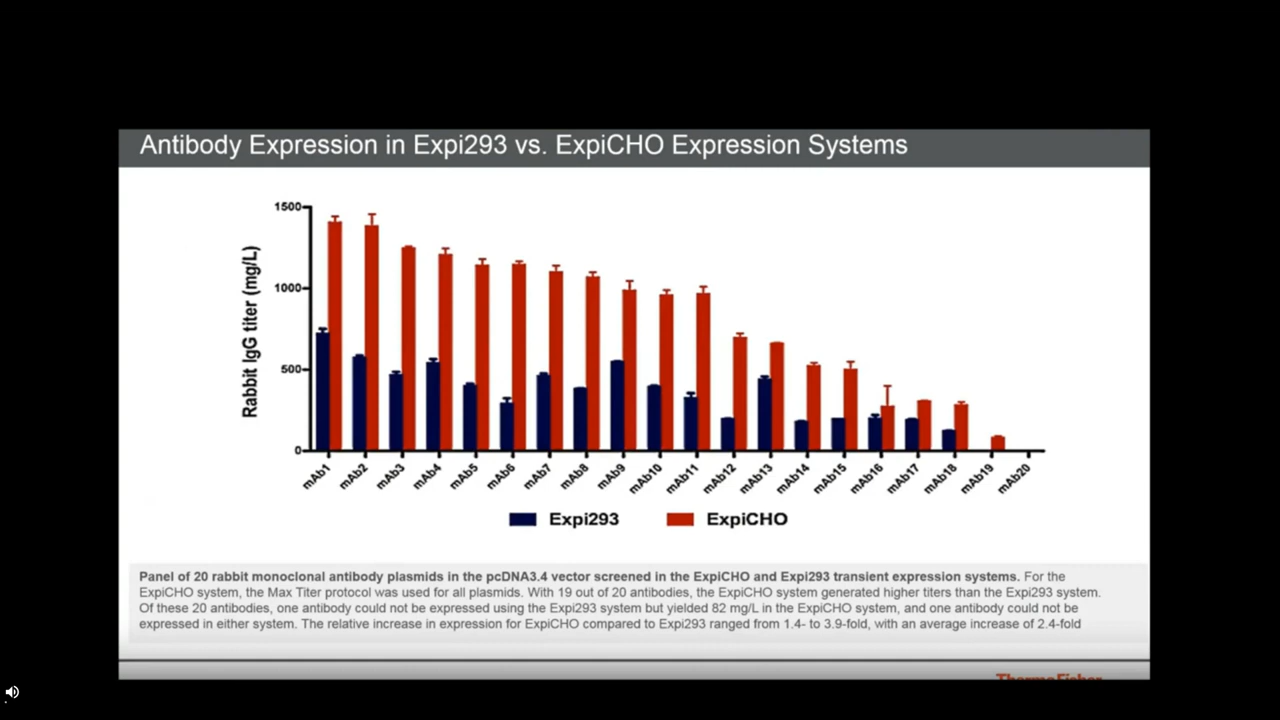 Antibody Expression in Expi293 vs. ExpiCHO Expression Systems
Rabbit IgG titer (mg/L)
1500
1000
500
0
mAb1 mAb2 mAb3 mAb4 mAb5 mAb6 mAb7 mAb8 mAb9 mAb10 mAb11 mAb12 mAb13 mAb14 mAb15 mAb16 mAb17 mAb18 mAb19 mAb20
Expi293 ExpiCHO
Panel of 20 rabbit monoclonal antibody plasmids in the pcDNA3.4 vector screened in the ExpiCHO and Expi293 transient expression systems. For the
ExpiCHO system, the Max Titer protocol was used for all plasmids. With 19 out of 20 antibodies, the ExpiCHO system generated higher titers than the Expi293 system.
Of these 20 antibodies, one antibody could not be expressed using the Expi293 system but yielded 82 mg/L in the ExpiCHO system, and one antibody could not be
expressed in either system. The relative increase in expression for ExpiCHO compared to Expi293 ranged from 1.4- to 3.9-fold, with an average increase of 2.4-fold
ThermoFisher